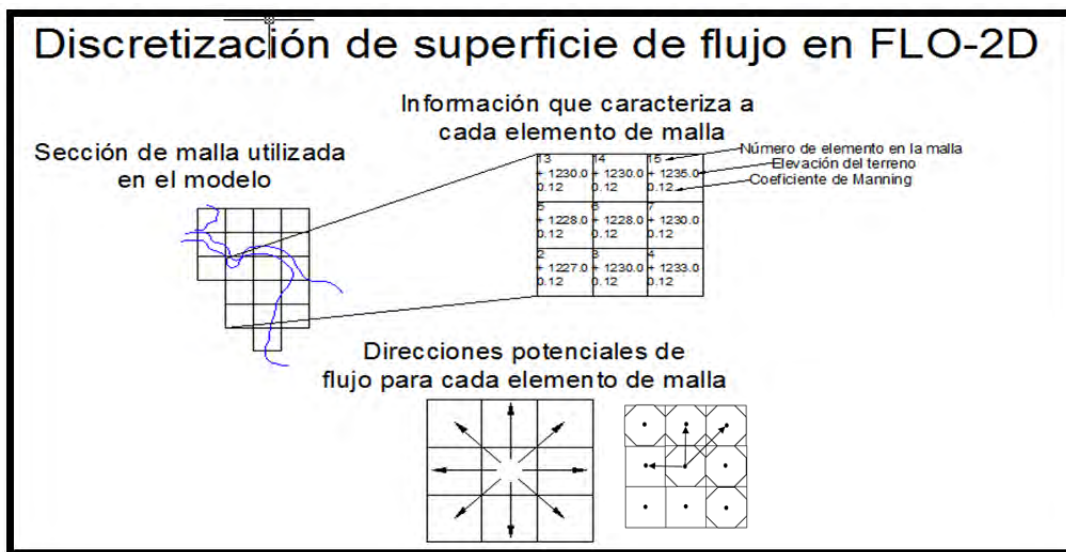 Discretización de superficie de flujo en FLO-2D
Información que caracteriza a
cada elemento de malla
Sección de malla utilizada
en el modelo
13 14 15
+ 1230.0 + 1230.0 + 1235.0
0.12 0.12 0.12
Número de elemento en la malla
Elevación del terreno
Coeficiente de Manning
5 6 7
+ 1228.0 + 1228.0 + 1230.0
0.12 0.12 0.12
2 3 4
+ 1227.0 + 1230.0 + 1233.0
0.12 0.12 0.12
Direcciones potenciales de
flujo para cada elemento de malla